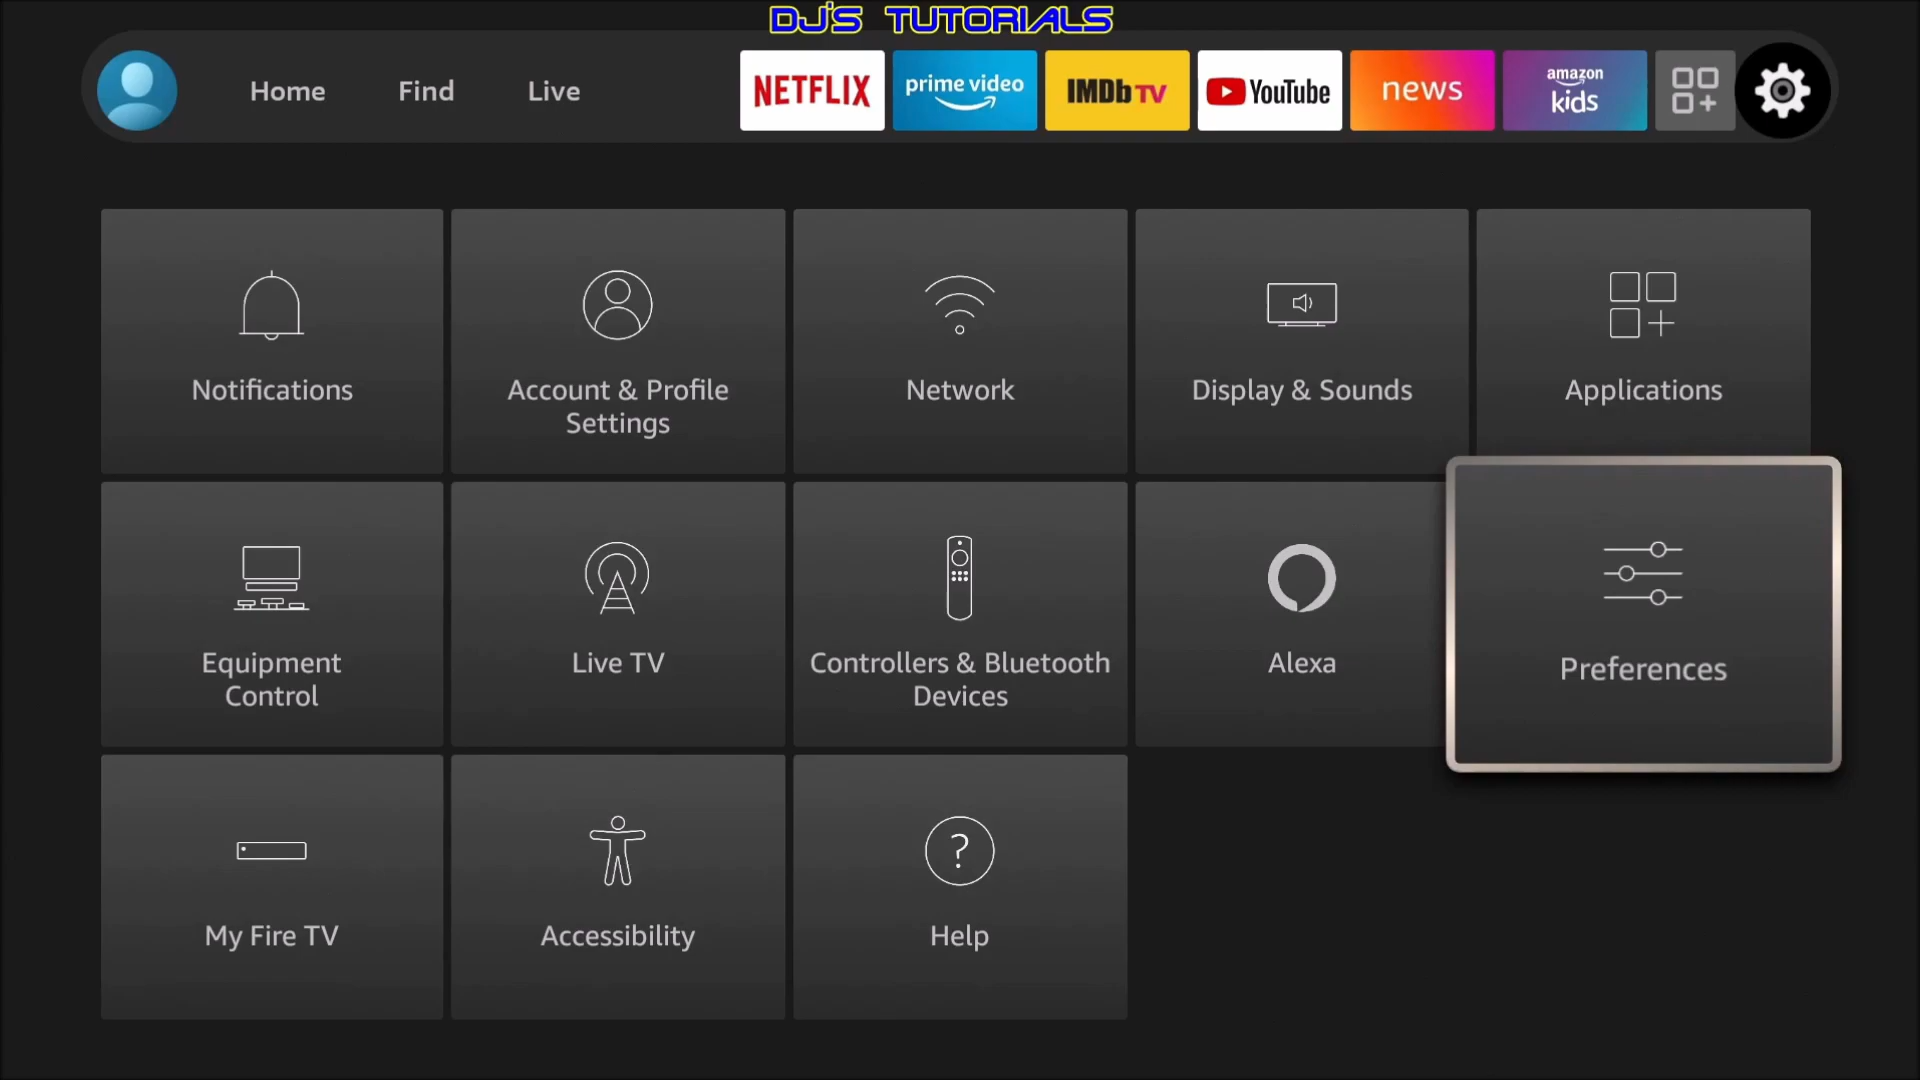 DJ'S TUTORIALS
Home
Find
Live
NETFLIX
prime video
IMDb TV
YouTube
news
amazon
kids
Notifications
Account & Profile
Settings
Network
Display & Sounds
Applications
Equipment
Control
Live TV
Controllers & Bluetooth
Devices
Alexa
Preferences
My Fire TV
Accessibility
?
Help